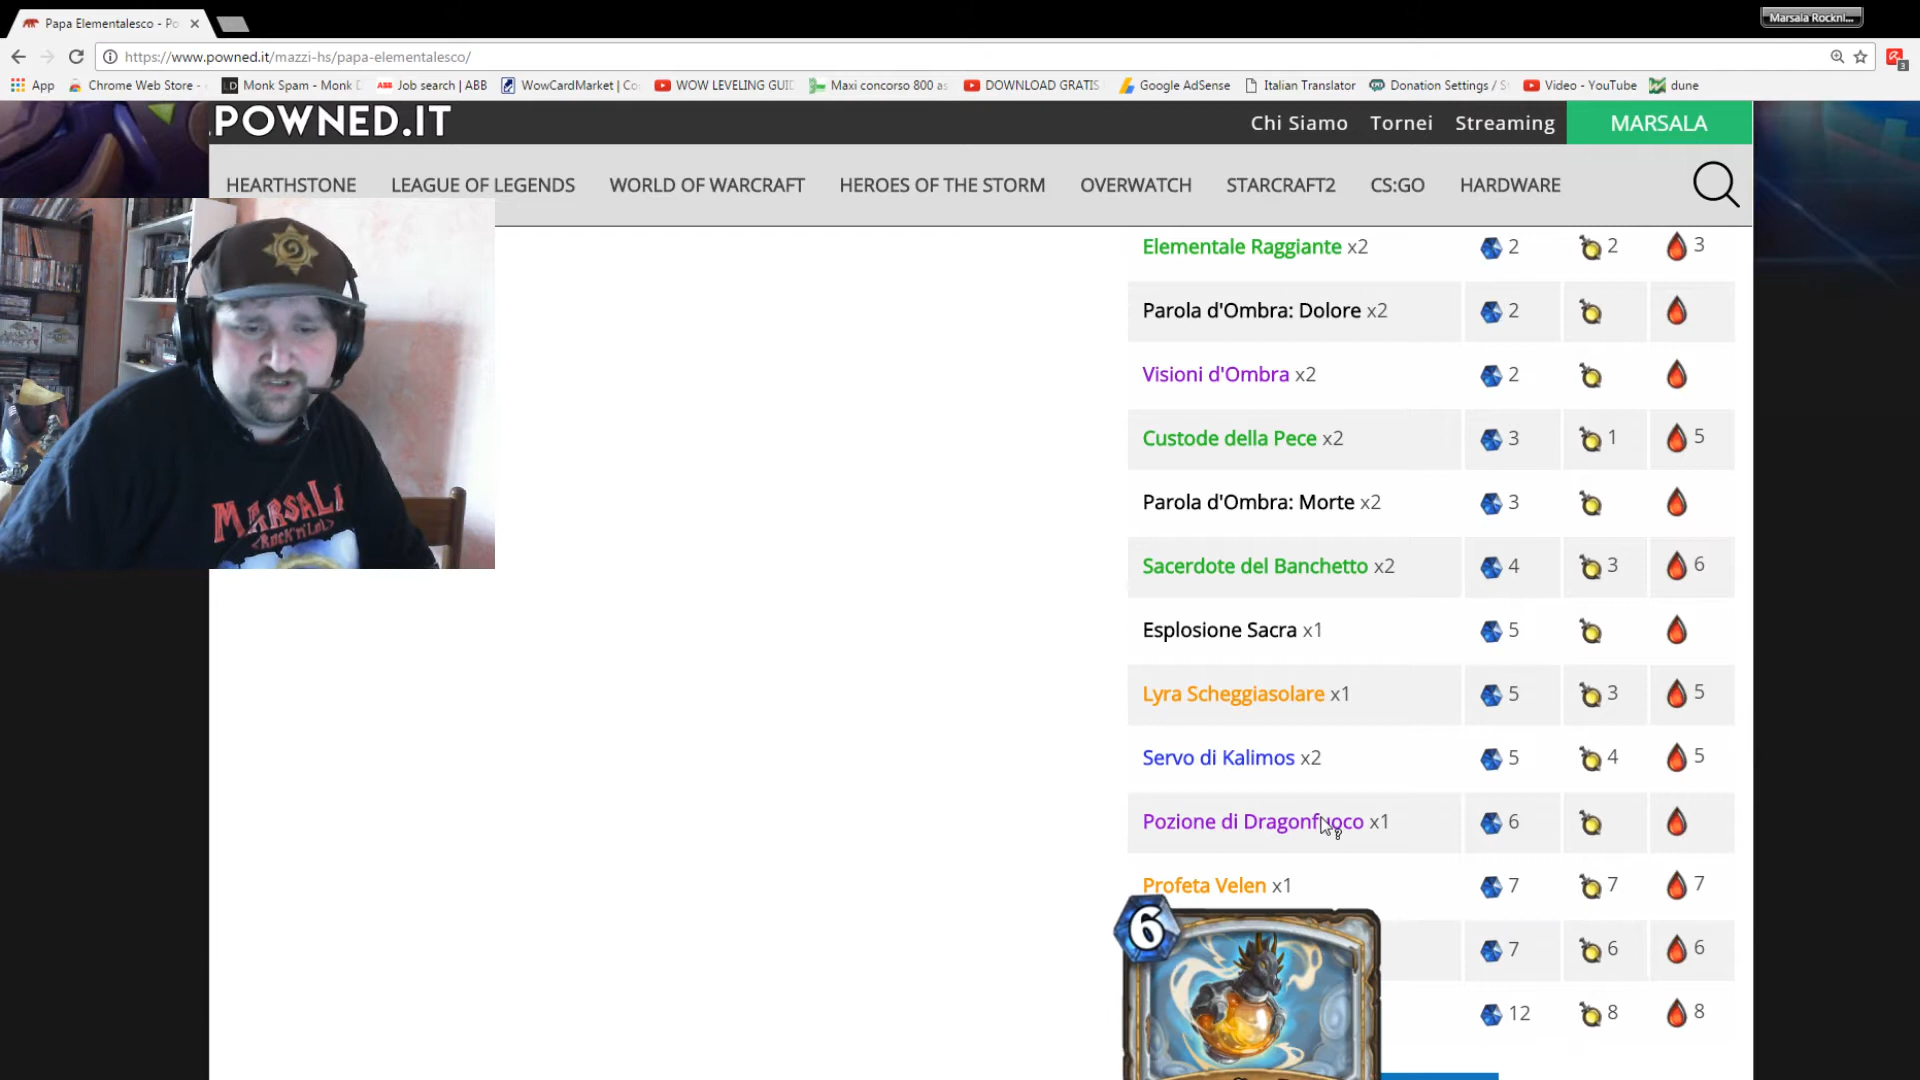 Papa Elementalesco - Po
Marsala Rockni...
https://www.powned.it/mazzi-hs/papa-elementalesco/
App Chrome Web Store - Monk Spam - Monk D Job search | ABB WowCardMarket | Co WOW LEVELING GUI Maxi concorso 800 as DOWNLOAD GRATIS Google AdSense Italian Translator Donation Settings / S Video - YouTube dune
3
.POWNED.IT
Chi Siamo Tornei Streaming MARSALA
HEARTHSTONE LEAGUE OF LEGENDS WORLD OF WARCRAFT HEROES OF THE STORM OVERWATCH STARCRAFT2 CS:GO HARDWARE
Elementale Raggiante x2 2 2 3
Parola d'Ombra: Dolore x2 2
Visioni d'Ombra x2 2
Custode della Pece x2 3 1 5
Parola d'Ombra: Morte x2 3
Sacerdote del Banchetto x2 4 3 6
Esplosione Sacra x1 5
Lyra Scheggiasolare x1 5 3 5
Servo di Kalimos x2 5 4 5
Pozione di Dragonfuoco x1 6
Profeta Velen x1 7 7 7
7 6 6
12 8 8
6
MARSALA
Rock'n'Lol